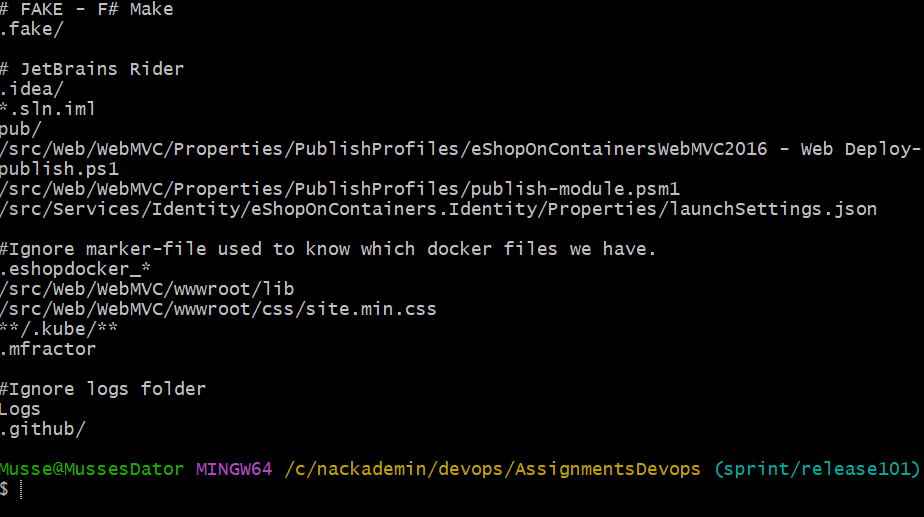 # FAKE - F# Make
.fake/
# JetBrains Rider
.idea/
*.sln.iml
pub/
/src/Web/WebMVC/Properties/PublishProfiles/eShopOnContainersWebMVC2016 - Web Deploy-
publish.ps1
/src/Web/WebMVC/Properties/PublishProfiles/publish-module.psm1
/src/Services/Identity/eShopOnContainers.Identity/Properties/launchSettings.json
#Ignore marker-file used to know which docker files we have.
.eshopdocker_*
/src/Web/WebMVC/wwwroot/lib
/src/Web/WebMVC/wwwroot/css/site.min.css
**/.kube/**
.mfractor
#Ignore logs folder
Logs
.github/
Musse@MussesDator MINGW64 /c/nackademin/devops/AssignmentsDevops (sprint/release101)
$